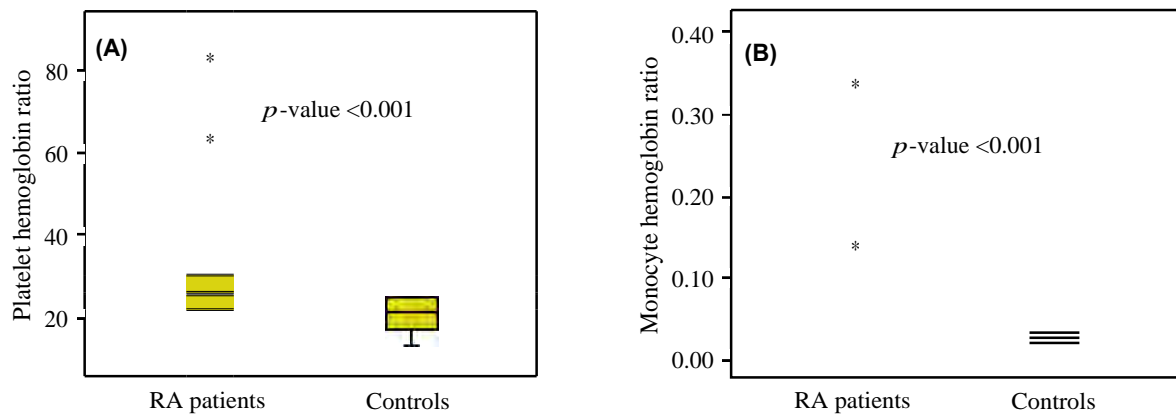 (A)
Platelet hemoglobin ratio
80
60
40
20
*
*
p-value <0.001
RA patients
Controls
(B)
Monocyte hemoglobin ratio
0.40
0.30
0.20
0.10
0.00
*
*
p-value <0.001
RA patients
Controls